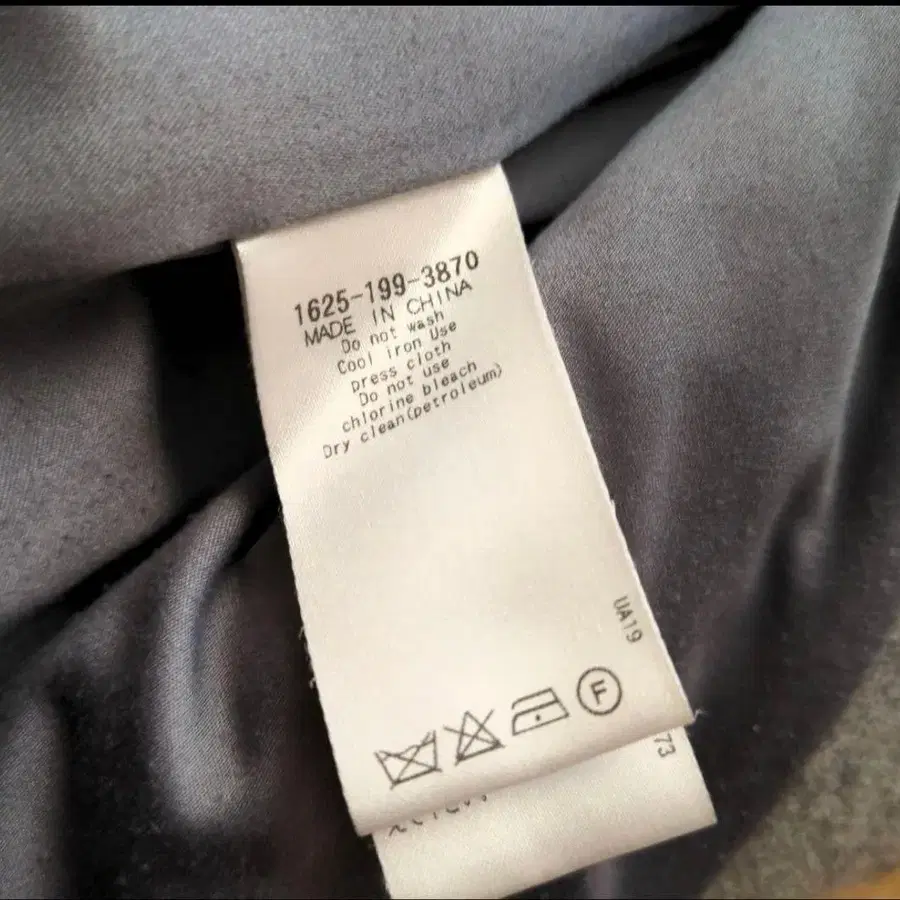 1625-199-3870
MADE IN CHINA
Do not wash
Cool iron Use
press cloth
Do not use
chlorine bleach
Dry clean(petroleum)
UA19
F
73